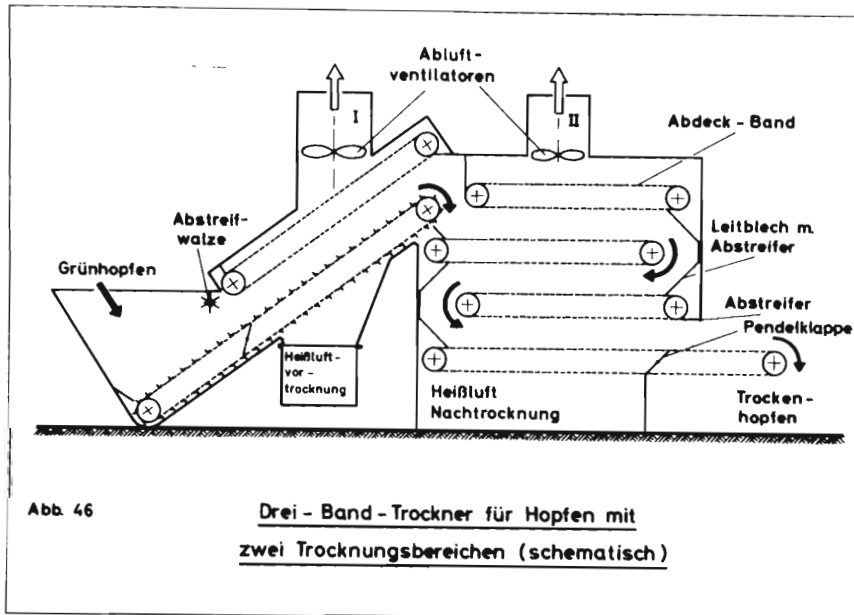 Abluft-
ventilatoren
I
II
Abdeck-Band
Abstreif-
walze
Leitblech m.
Abstreifer
Grünhopfen
Abstreifer
Pendelklappe
Heißluft-
vor-
trocknung
Heißluft
Nachtrocknung
Trocken-
hopfen
Abb. 46
Drei-Band-Trockner für Hopfen mit
zwei Trocknungsbereichen (schematisch)